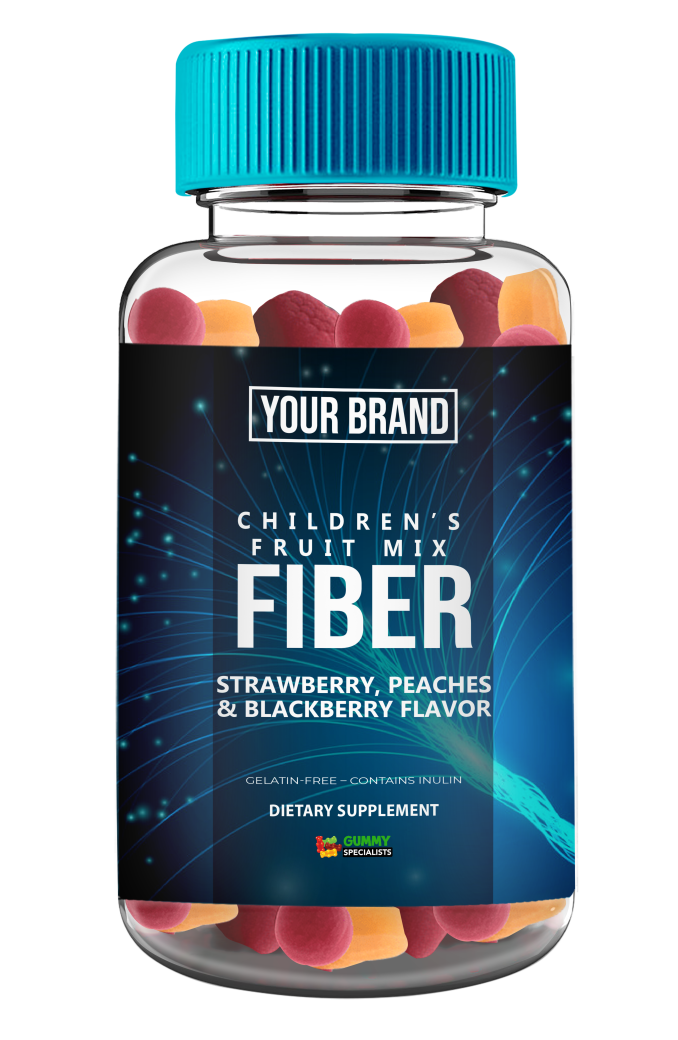 YOUR BRAND
CHILDREN'S
FRUIT MIX
FIBER
STRAWBERRY, PEACHES
& BLACKBERRY FLAVOR
GELATIN-FREE – CONTAINS INULIN
DIETARY SUPPLEMENT
GUMMY
SPECIALISTS